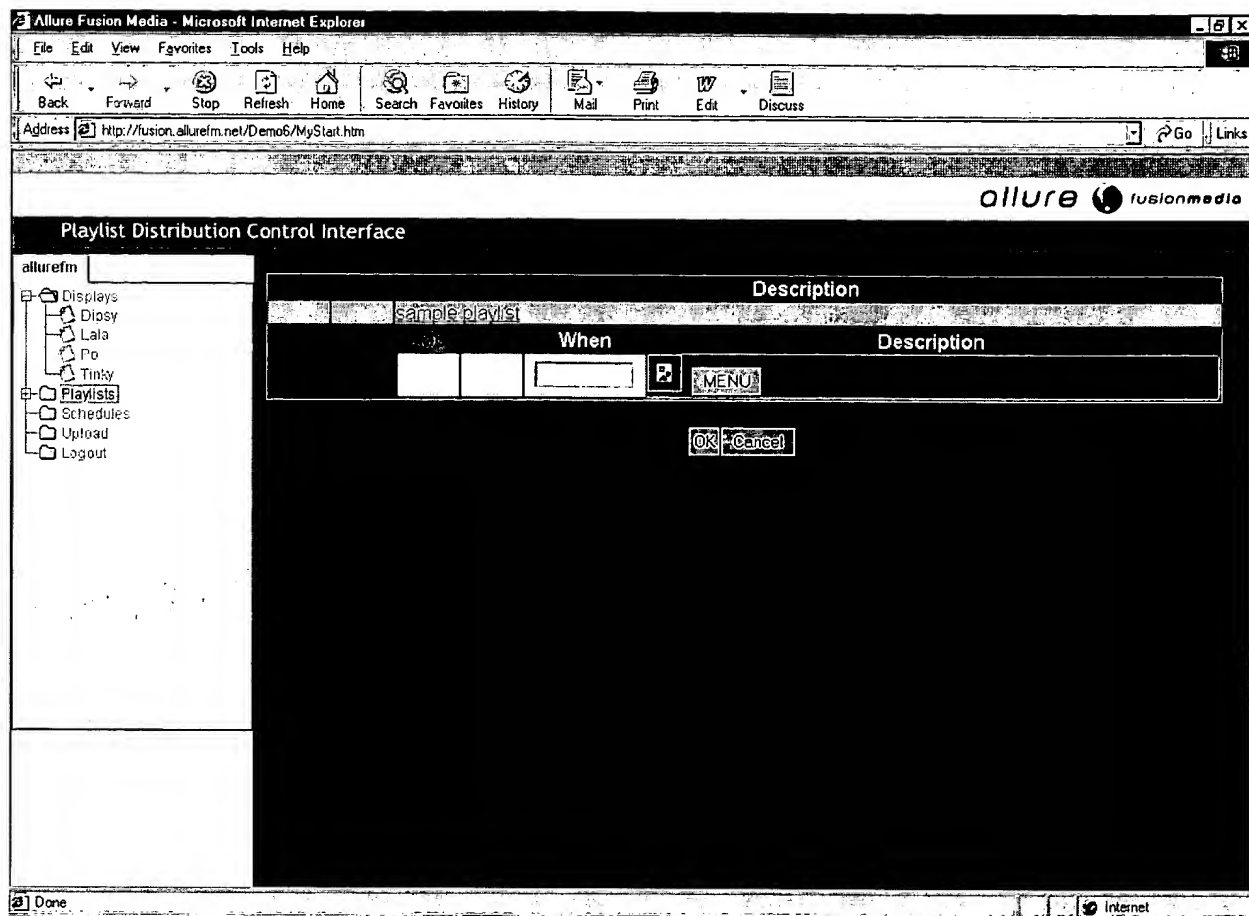 Allure Fusion Media - Microsoft Internet Explorer
File Edit View Favorites Tools Help
Back Forward Stop Refresh Home Search Favorites History Mail Print Edit Discuss
Address http://fusion.allurefm.net/Demo6/MyStart.htm Go Links
allure fusionmedia
Playlist Distribution Control Interface
allurefm
Displays
Dipsy
Lala
Po
Tinky
Playlists
Schedules
Upload
Logout
Description
sample playlist
When Description
MENU
OK Cancel
Done Internet